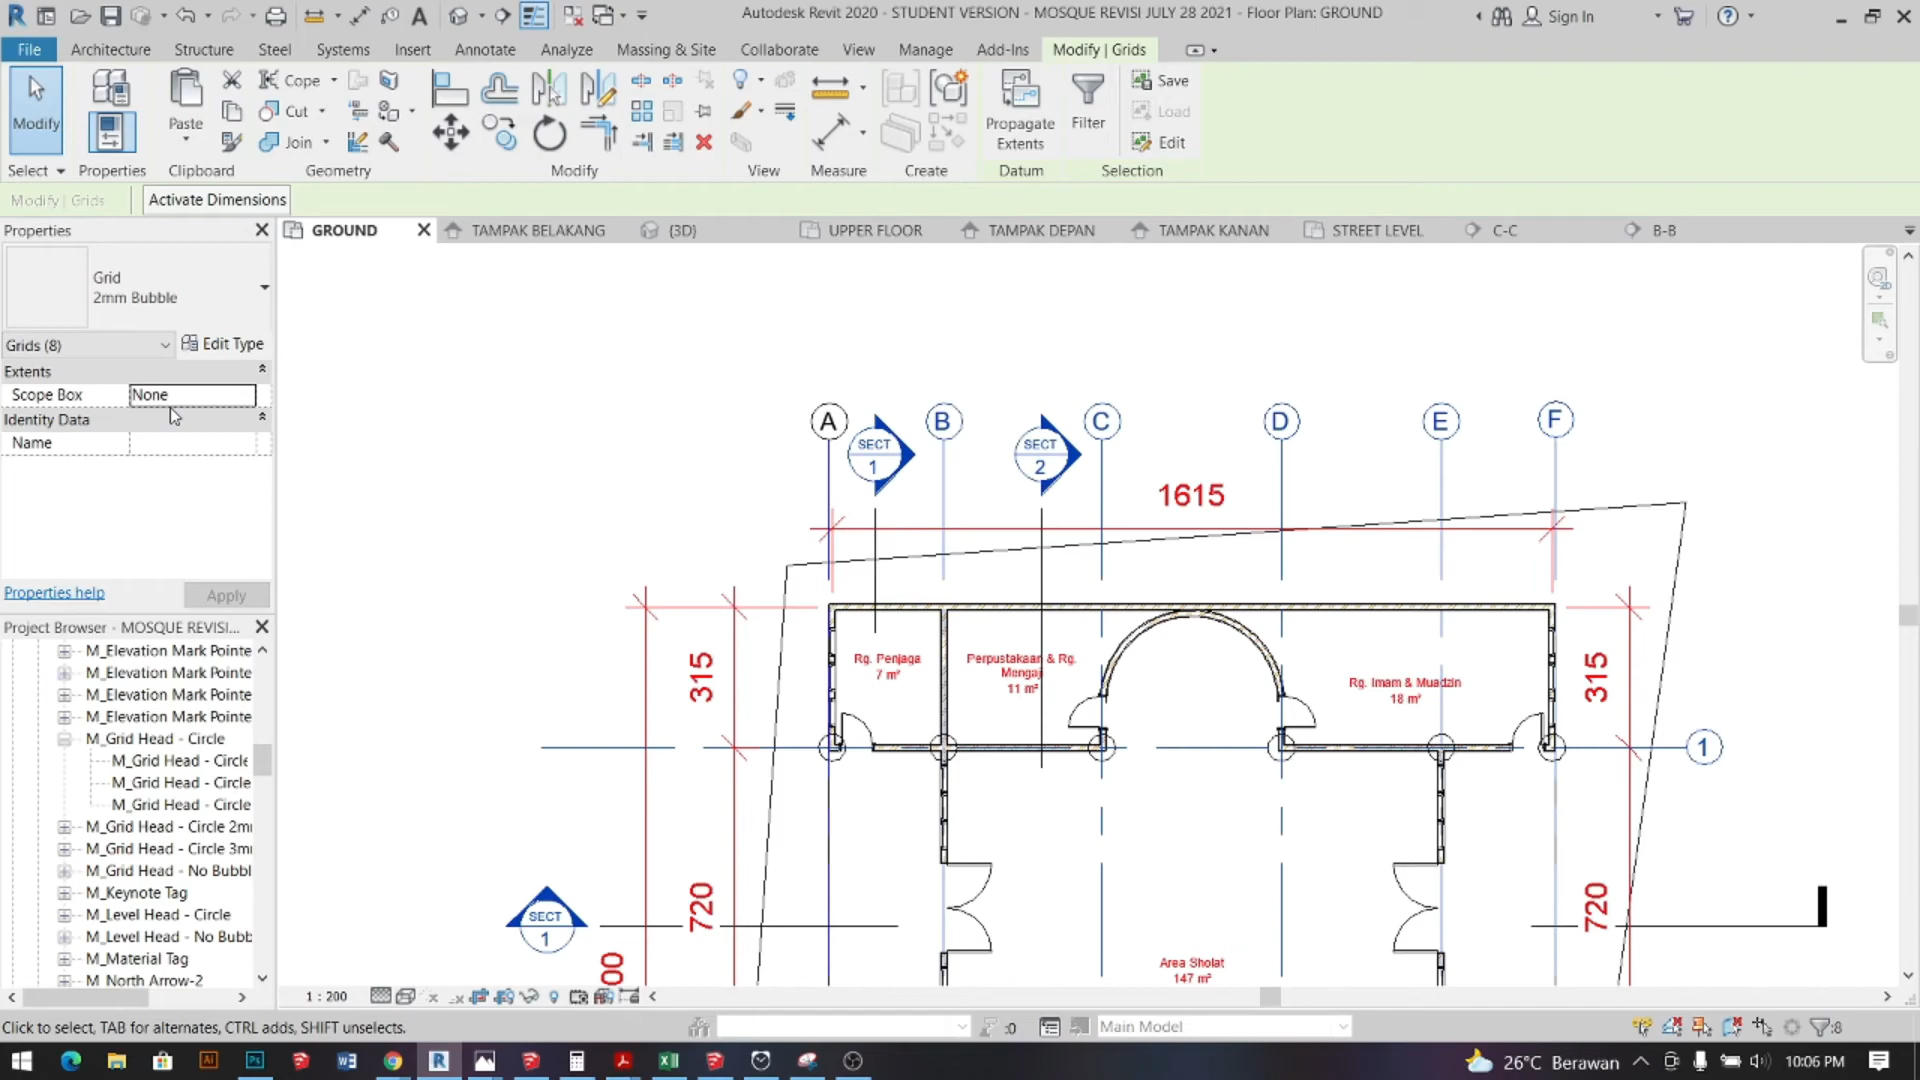 Autodesk Revit 2020 - STUDENT VERSION - MOSQUE REVISI JULY 28 2021 - Floor Plan: GROUND
Sign In
File Architecture Structure Steel Systems Insert Annotate Analyze Massing & Site Collaborate View Manage Add-Ins Modify | Grids
Modify
Paste
Cope
Cut
Join
Propagate
Extents
Filter
Save
Load
Edit
Select Properties Clipboard Geometry Modify View Measure Create Datum Selection
Modify | Grids
Activate Dimensions
Properties
GROUND TAMPAK BELAKANG {3D} UPPER FLOOR TAMPAK DEPAN TAMPAK KANAN STREET LEVEL C-C B-B
Grid
2mm Bubble
Grids (8)
Edit Type
Extents
Scope Box None
Identity Data
Name
Properties help
Apply
Project Browser - MOSQUE REVISI...
M_Elevation Mark Pointe
M_Elevation Mark Pointe
M_Elevation Mark Pointe
M_Elevation Mark Pointe
M_Grid Head - Circle
M_Grid Head - Circle
M_Grid Head - Circle
M_Grid Head - Circle
M_Grid Head - Circle 2m
M_Grid Head - Circle 3m
M_Grid Head - No Bubbl
M_Keynote Tag
M_Level Head - Circle
M_Level Head - No Bubb
M_Material Tag
M_North Arrow-2
A B C D E F
SECT
1
SECT
2
1615
315
Rg. Penjaga
7 m²
Perpustakaan & Rg.
Mengaji
11 m²
Rg. Imam & Muadzin
18 m²
315
1
720
SECT
1
720
00
Area Sholat
147 m²
1 : 200
Click to select, TAB for alternates, CTRL adds, SHIFT unselects.
:0
Main Model
:8
26°C Berawan
10:06 PM